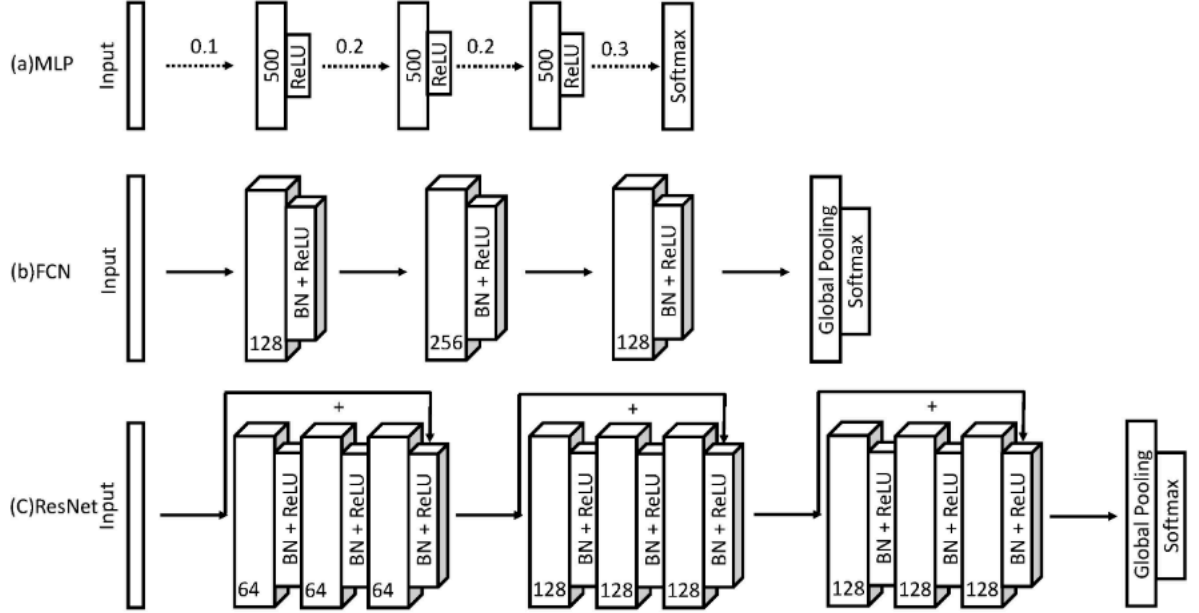 (a)MLP
Input
0.1
500
ReLU
0.2
500
ReLU
0.2
500
ReLU
0.3
Softmax
(b)FCN
Input
128
BN + ReLU
256
BN + ReLU
128
BN + ReLU
Global Pooling
Softmax
(C)ResNet
Input
+
64
BN + ReLU
64
BN + ReLU
64
BN + ReLU
+
128
BN + ReLU
128
BN + ReLU
128
BN + ReLU
+
128
BN + ReLU
128
BN + ReLU
128
BN + ReLU
Global Pooling
Softmax